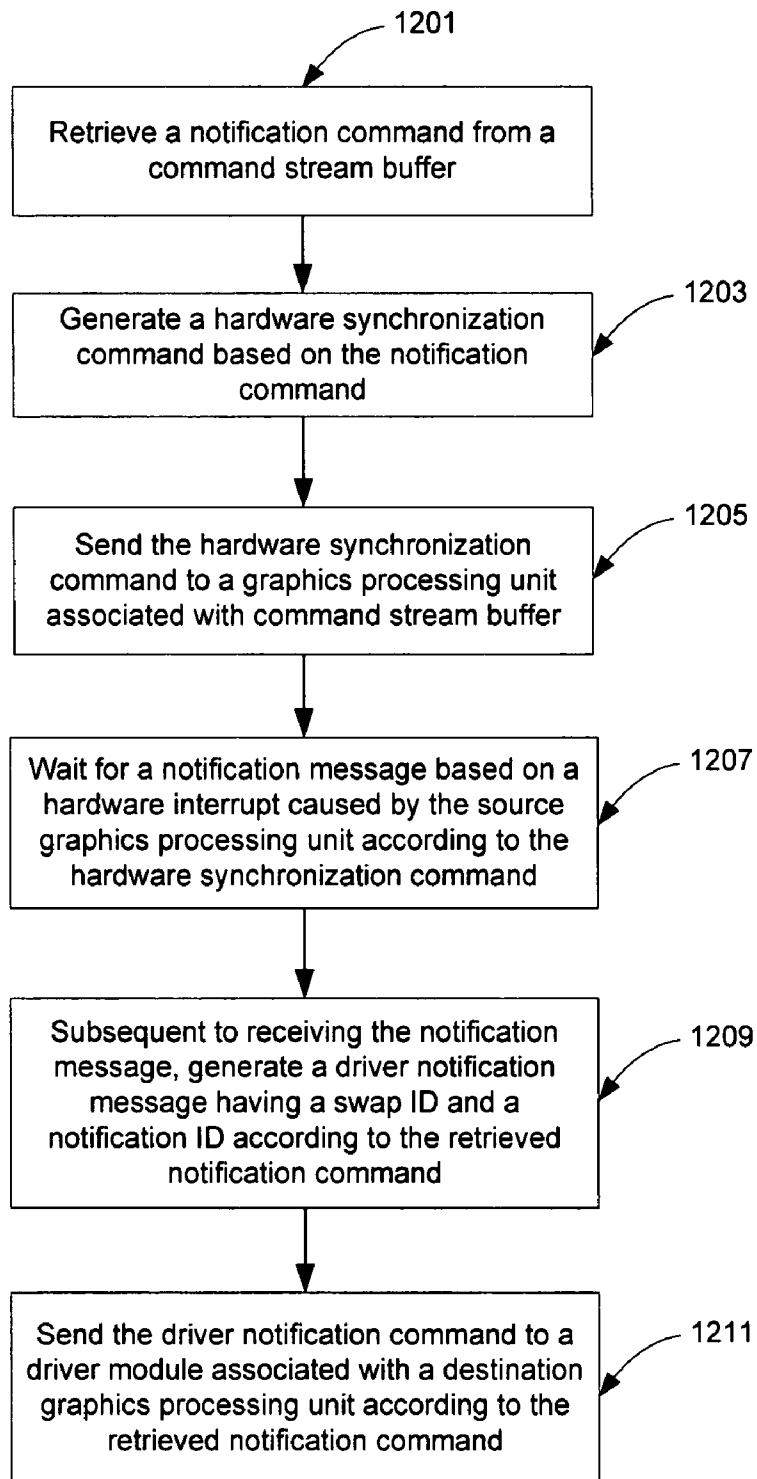 1201
Retrieve a notification command from a
command stream buffer
1203
Generate a hardware synchronization
command based on the notification
command
1205
Send the hardware synchronization
command to a graphics processing unit
associated with command stream buffer
1207
Wait for a notification message based on a
hardware interrupt caused by the source
graphics processing unit according to the
hardware synchronization command
1209
Subsequent to receiving the notification
message, generate a driver notification
message having a swap ID and a
notification ID according to the retrieved
notification command
1211
Send the driver notification command to a
driver module associated with a destination
graphics processing unit according to the
retrieved notification command